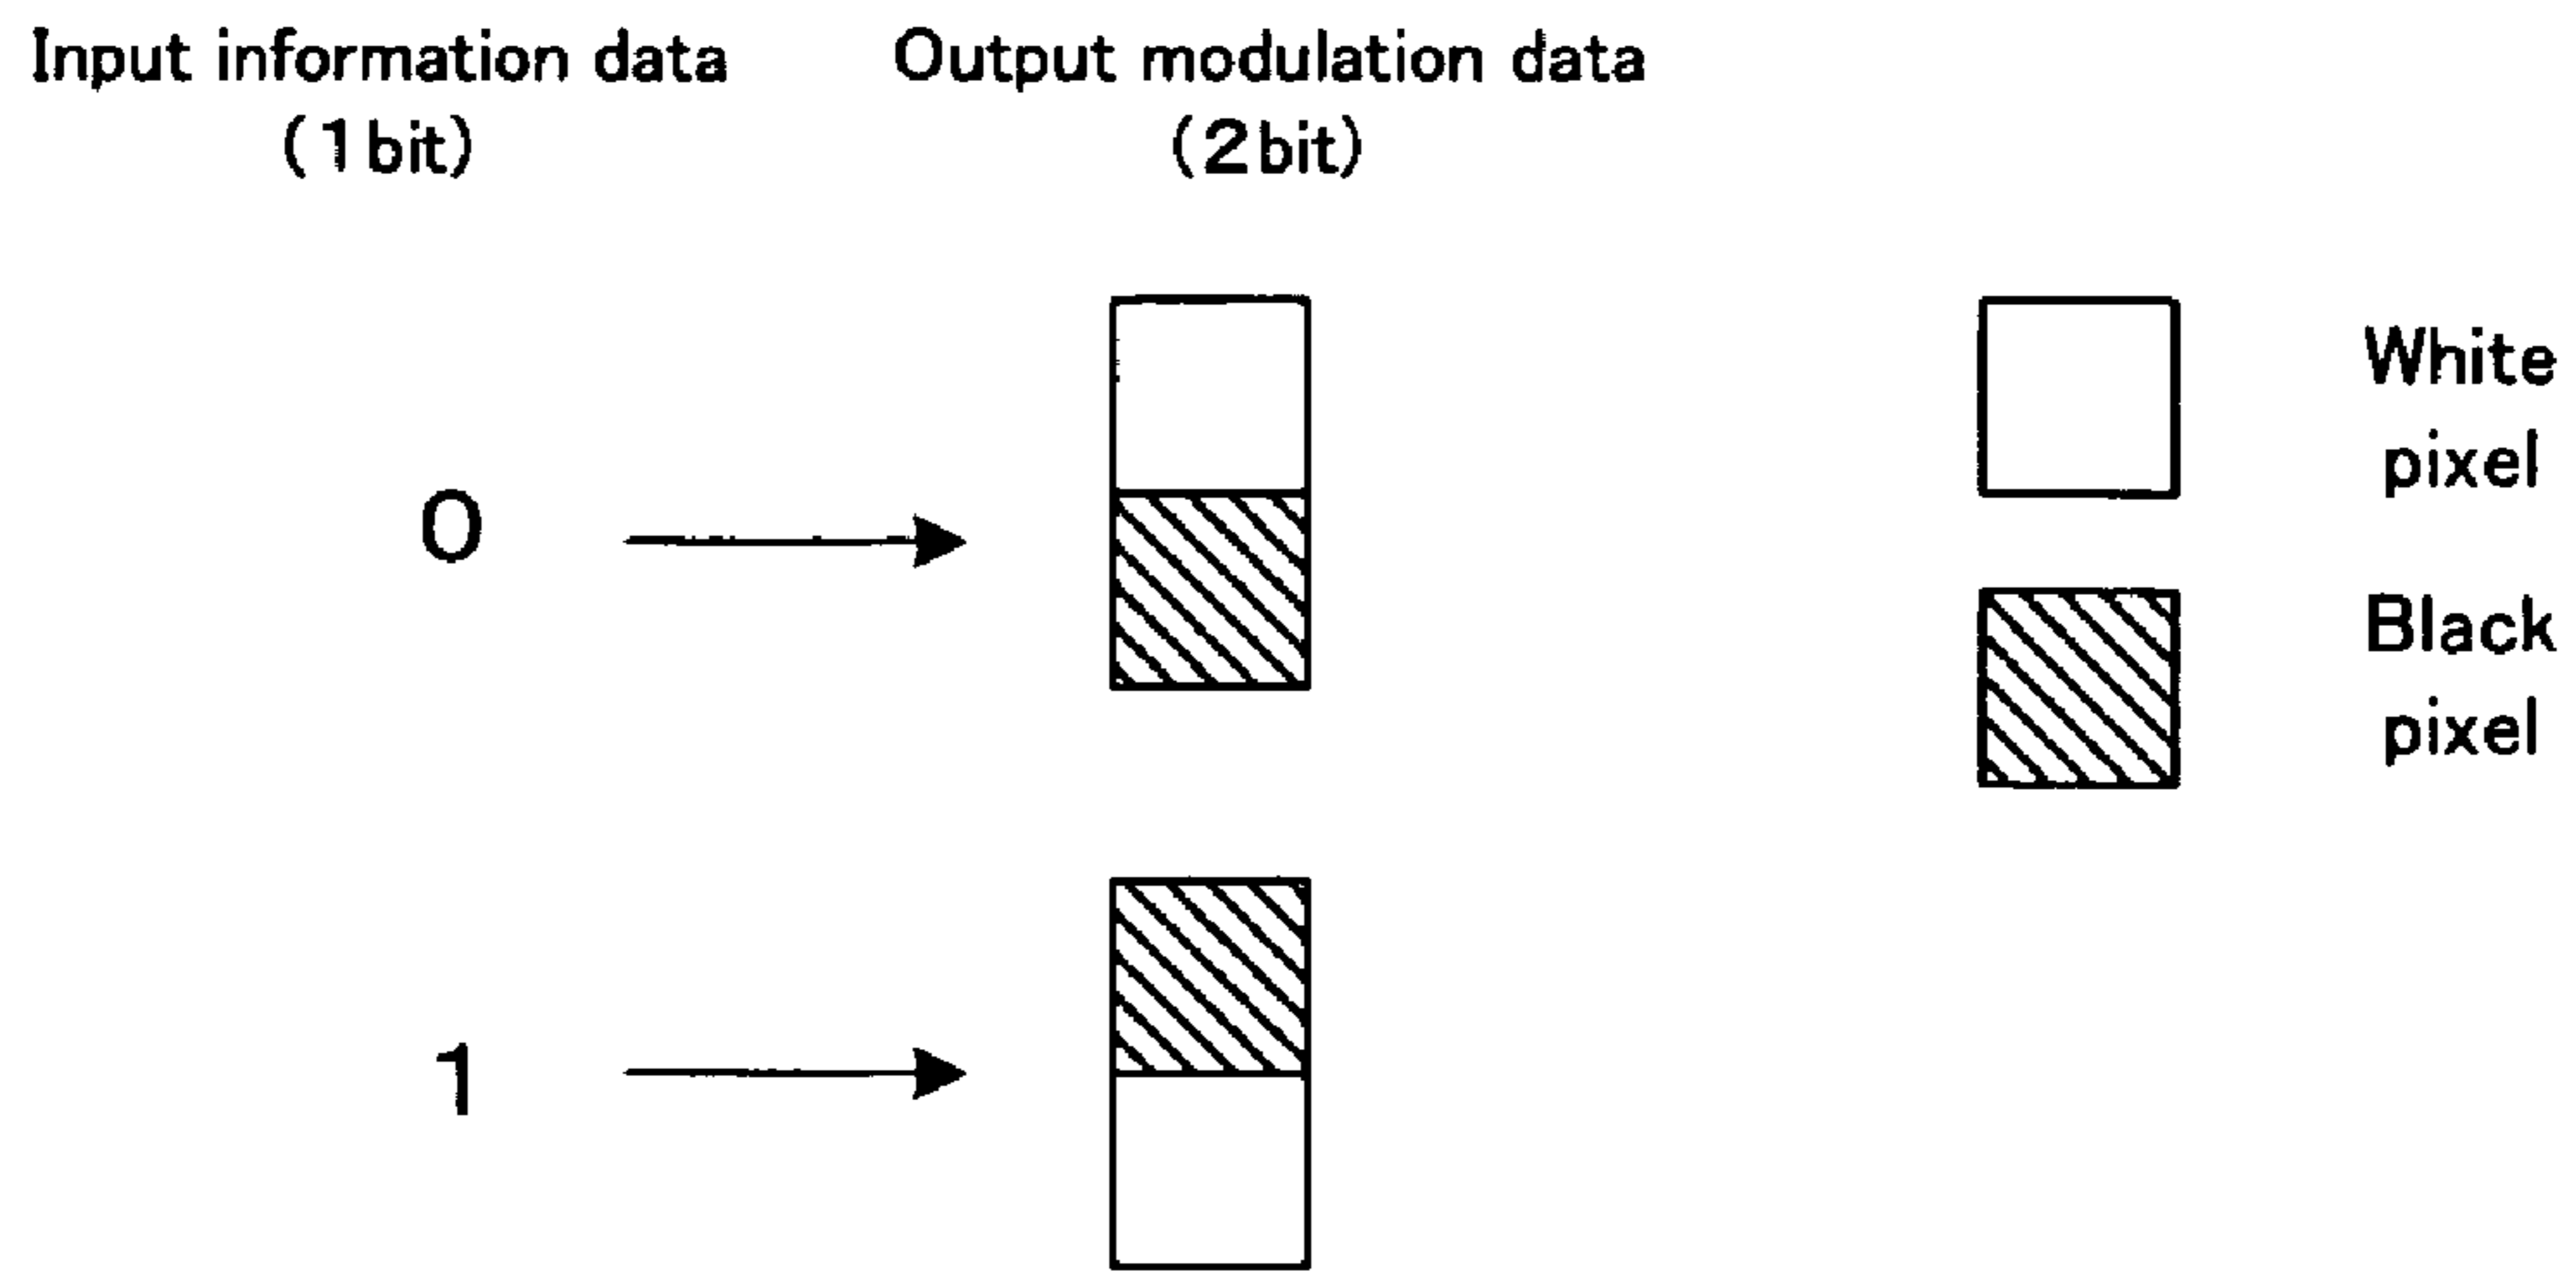 Input information data
(1bit)
Output modulation data
(2bit)
White
pixel
0
Black
pixel
1